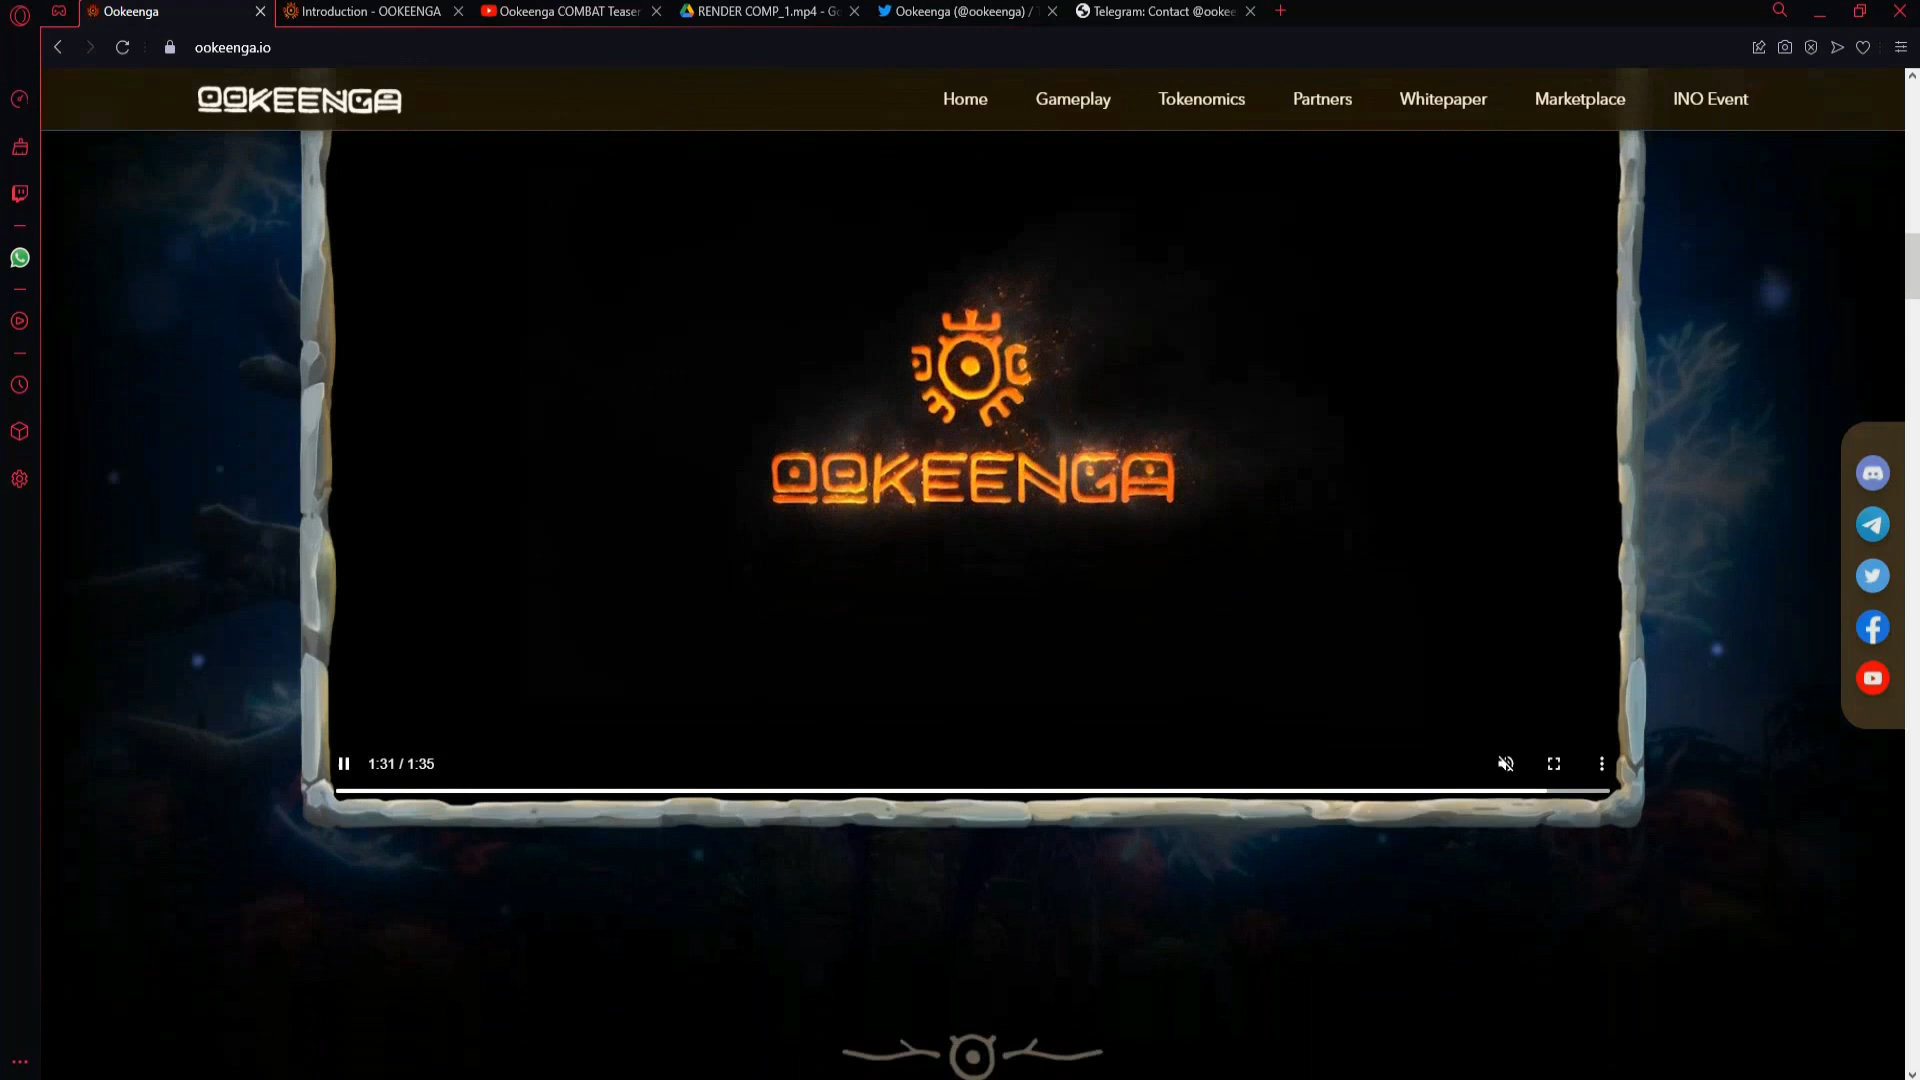 Ookeenga
Introduction - OOKEENGA
Ookeenga COMBAT Teaser
RENDER COMP_1.mp4 - Go
Ookeenga (@ookeenga) /
Telegram: Contact @ookee
ookeenga.io
OOKEENGA
Home
Gameplay
Tokenomics
Partners
Whitepaper
Marketplace
INO Event
OOKEENGA
1:31 / 1:35